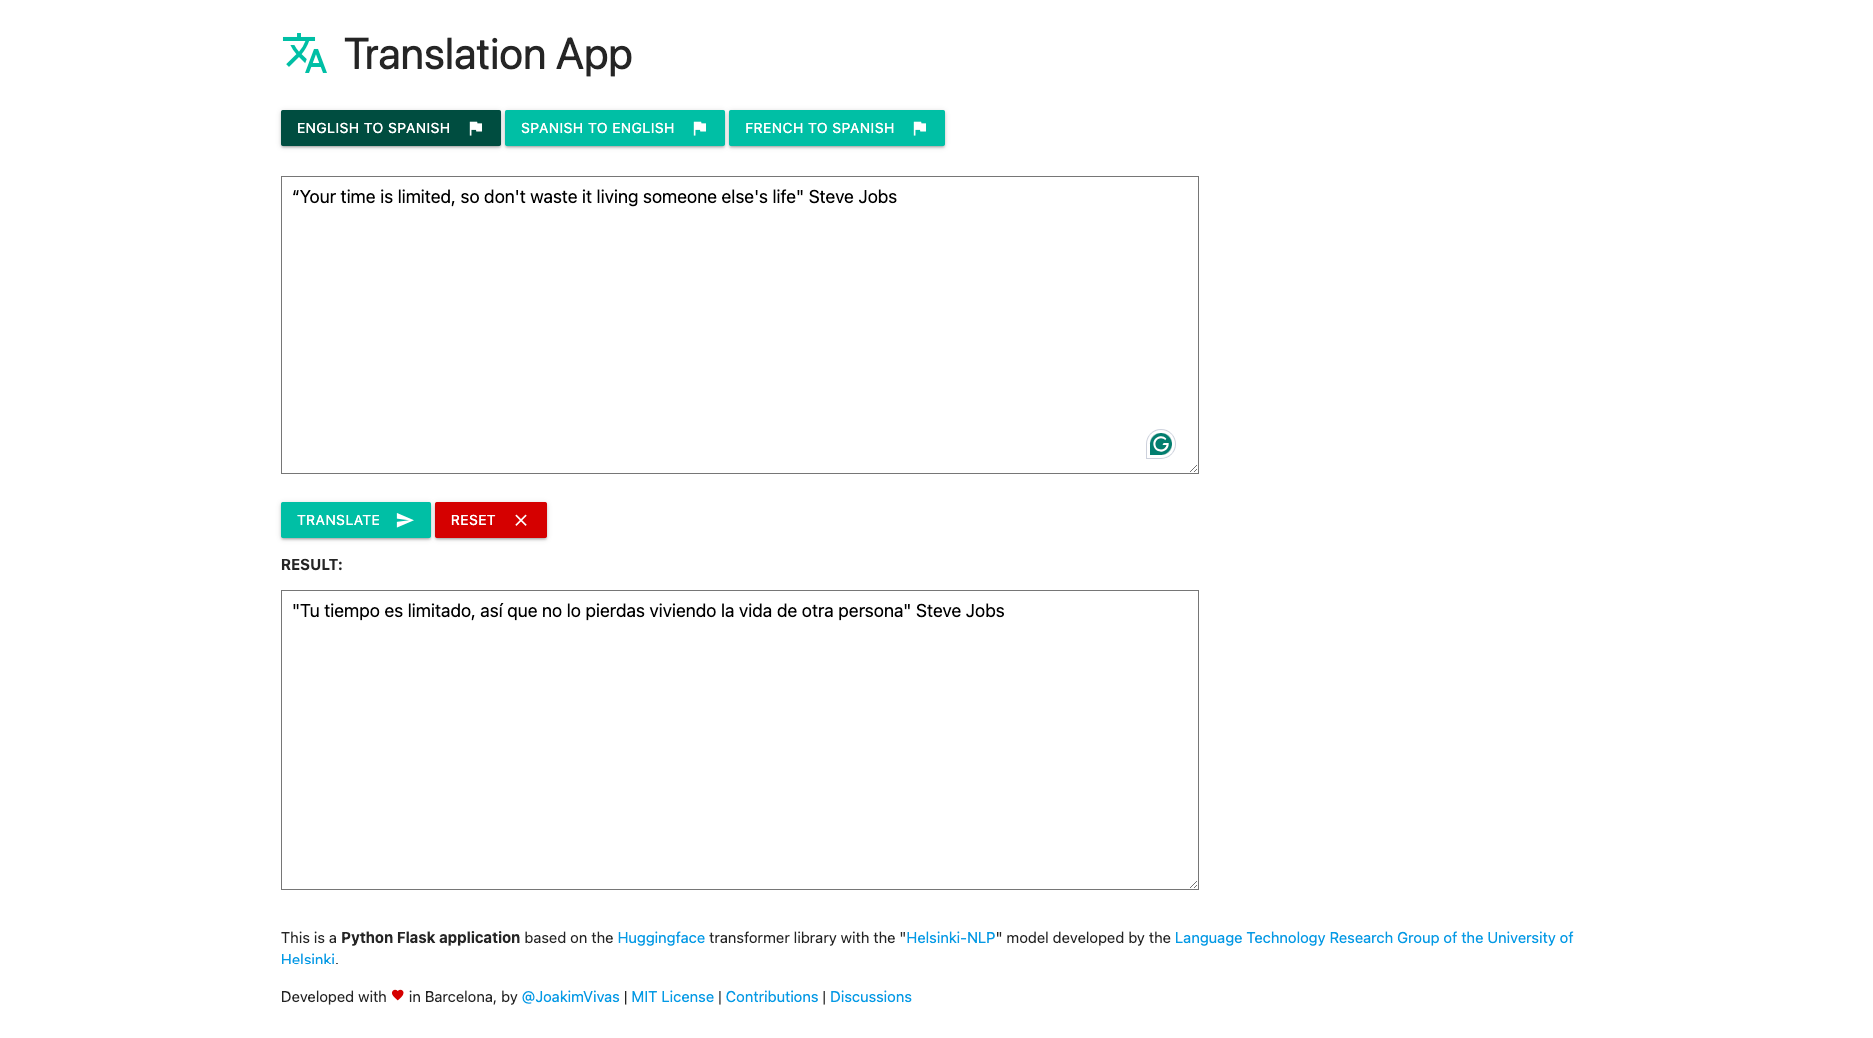 Translation App
ENGLISH TO SPANISH
SPANISH TO ENGLISH
FRENCH TO SPANISH
“Your time is limited, so don't waste it living someone else's life" Steve Jobs
TRANSLATE
RESET
RESULT:
"Tu tiempo es limitado, así que no lo pierdas viviendo la vida de otra persona" Steve Jobs
This is a Python Flask application based on the Huggingface transformer library with the "Helsinki-NLP" model developed by the Language Technology Research Group of the University of
Helsinki.
Developed with ♥ in Barcelona, by @JoakimVivas | MIT License | Contributions | Discussions